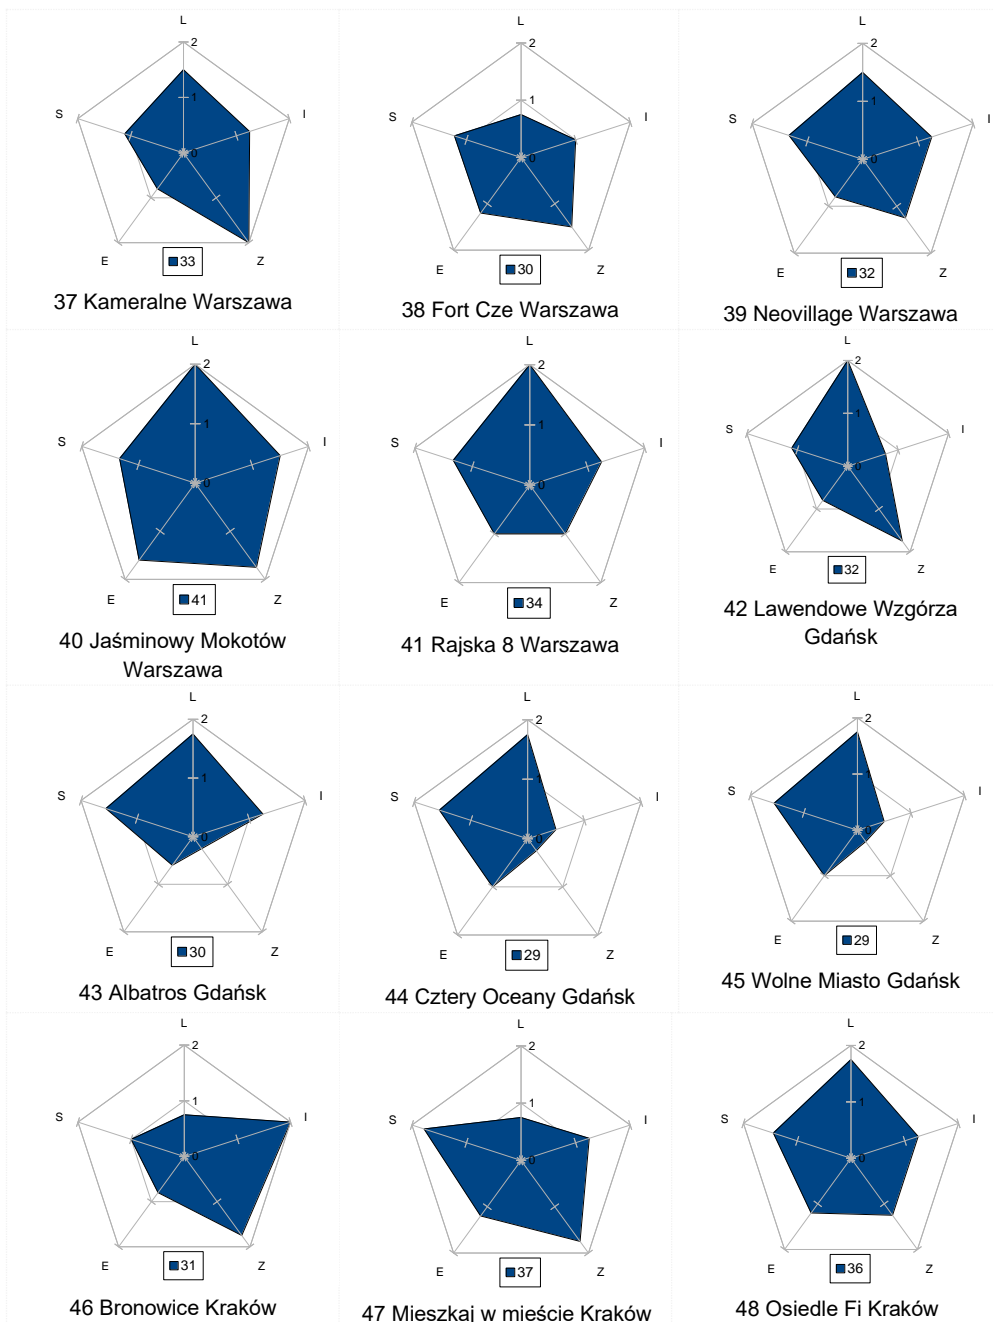 L
2
S
1
I
0
E
Z
33
37 Kameralne Warszawa
L
2
S
1
I
0
E
Z
30
38 Fort Cze Warszawa
L
2
S
1
I
0
E
Z
32
39 Neovillage Warszawa
L
2
S
1
I
0
E
Z
41
40 Jaśminowy Mokotów
Warszawa
L
2
S
1
I
0
E
Z
34
41 Rajska 8 Warszawa
L
2
S
1
I
0
E
Z
32
42 Lawendowe Wzgórza
Gdańsk
L
2
S
1
I
0
E
Z
30
43 Albatros Gdańsk
L
2
S
1
I
0
E
Z
29
44 Cztery Oceany Gdańsk
L
2
S
1
I
0
E
Z
29
45 Wolne Miasto Gdańsk
L
2
S
1
I
0
E
Z
31
46 Bronowice Kraków
L
2
S
1
I
0
E
Z
37
47 Mieszkaj w mieście Kraków
L
2
S
1
I
0
E
Z
36
48 Osiedle Fi Kraków